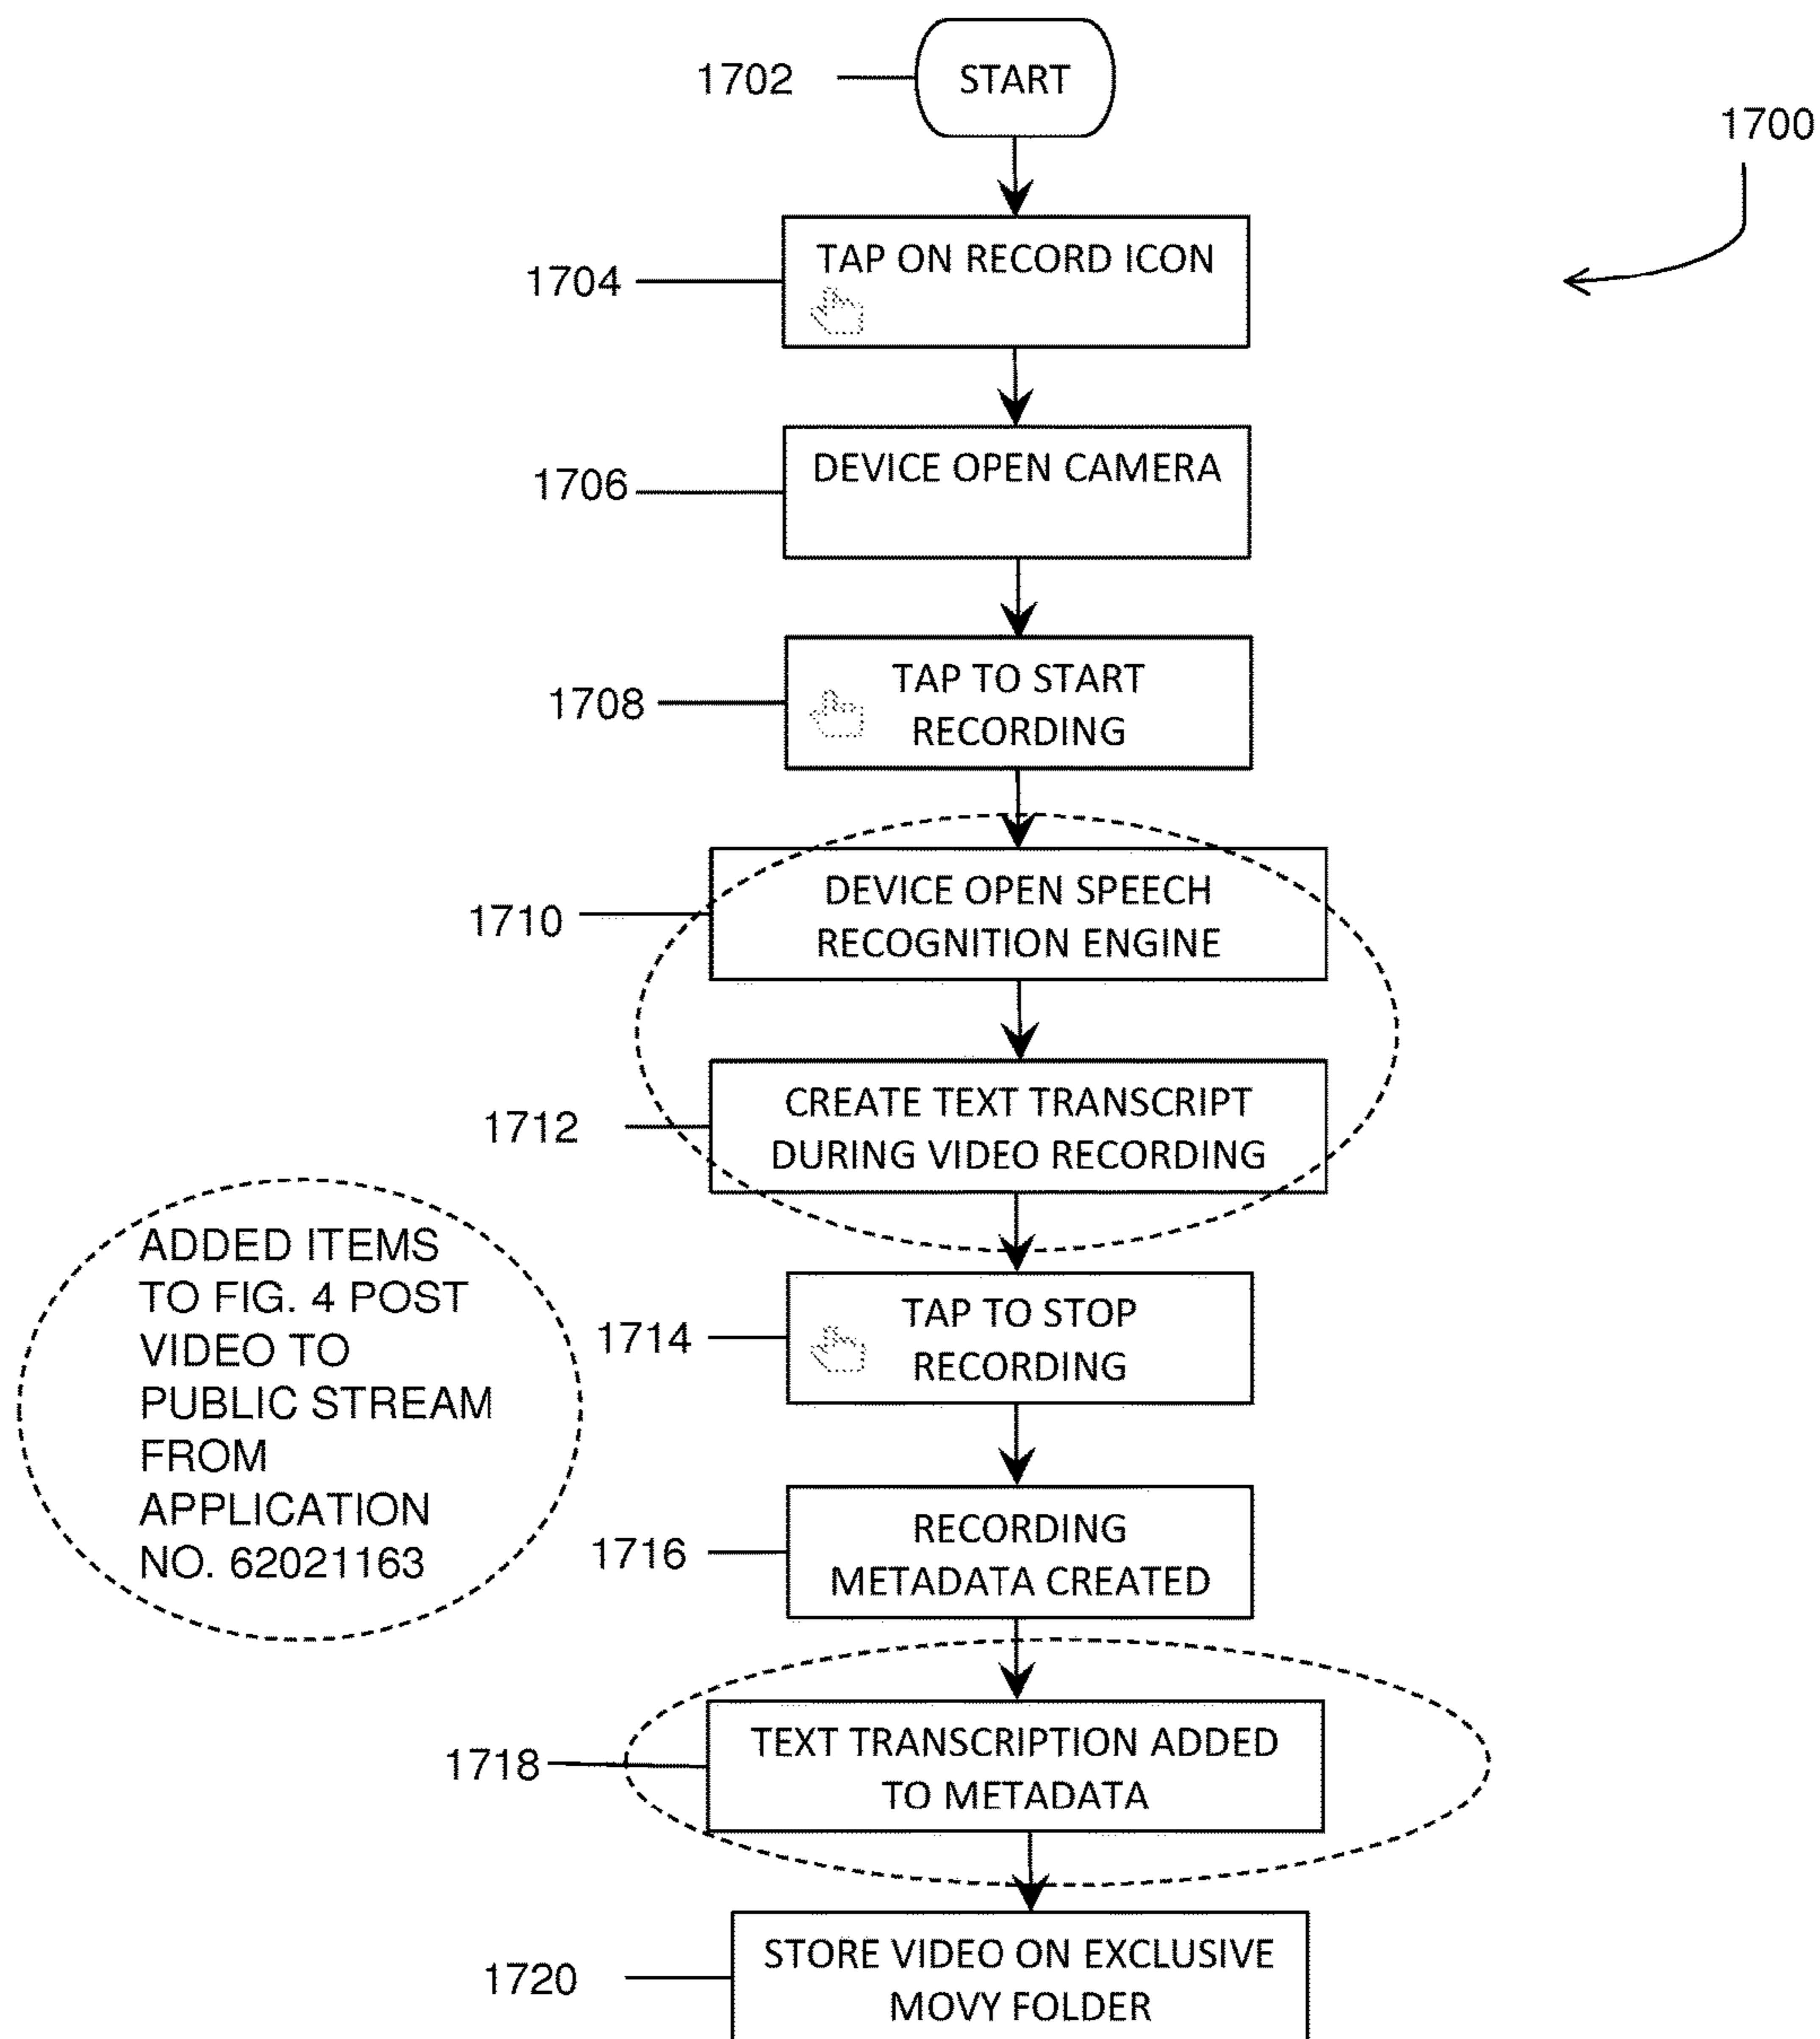 1702
START
1700
1704
TAP ON RECORD ICON
1706
DEVICE OPEN CAMERA
1708
TAP TO START
RECORDING
1710
DEVICE OPEN SPEECH
RECOGNITION ENGINE
1712
CREATE TEXT TRANSCRIPT
DURING VIDEO RECORDING
ADDED ITEMS
TO FIG. 4 POST
VIDEO TO
PUBLIC STREAM
FROM
APPLICATION
NO. 62021163
1714
TAP TO STOP
RECORDING
1716
RECORDING
METADATA CREATED
1718
TEXT TRANSCRIPTION ADDED
TO METADATA
1720
STORE VIDEO ON EXCLUSIVE
MOVY FOLDER